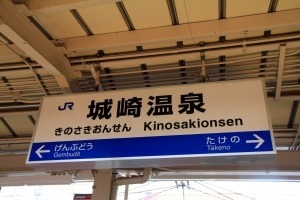 JR 城崎温泉
きのさきおんせん Kinosakionsen
げんぶどう たけの
Gembudō Takeno